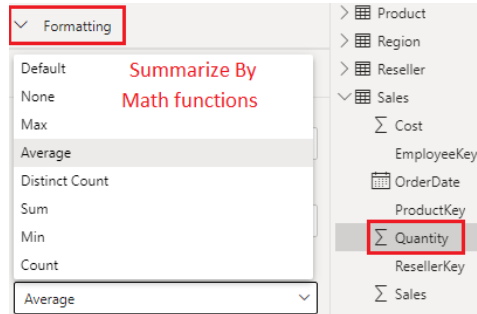 Formatting
Default
Summarize By
None
Math functions
Max
Average
Distinct Count
Sum
Min
Count
Average
Product
Region
Reseller
Sales
Cost
EmployeeKey
OrderDate
ProductKey
Quantity
ResellerKey
Sales